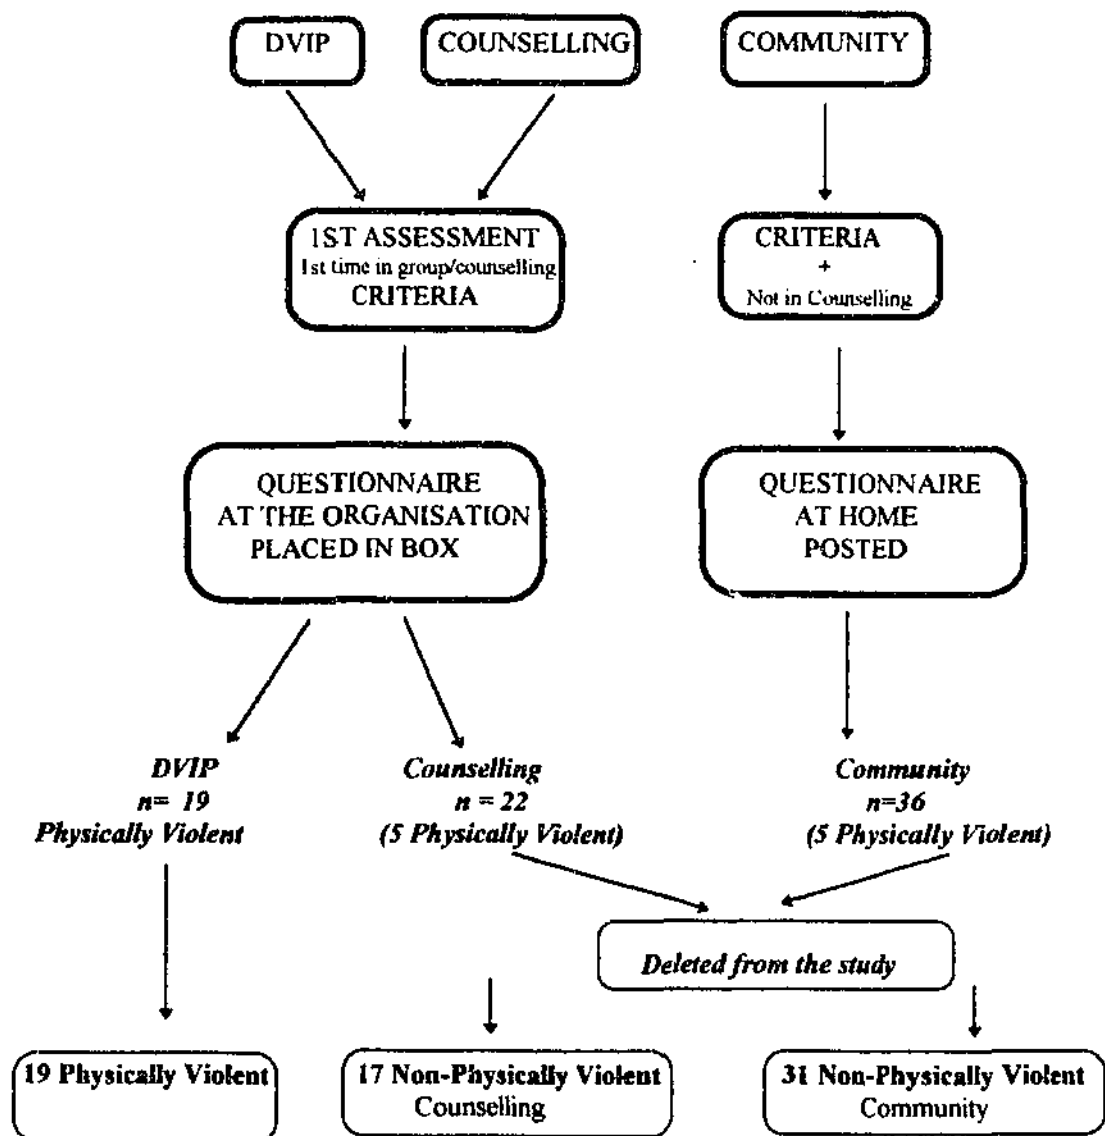 DVIP
COUNSELLING
COMMUNITY
1ST ASSESSMENT
1st time in group/counselling
CRITERIA
CRITERIA
+
Not in Counselling
QUESTIONNAIRE
AT THE ORGANISATION
PLACED IN BOX
QUESTIONNAIRE
AT HOME
POSTED
DVIP
n= 19
Physically Violent
Counselling
n = 22
(5 Physically Violent)
Community
n=36
(5 Physically Violent)
Deleted from the study
19 Physically Violent
17 Non-Physically Violent
Counselling
31 Non-Physically Violent
Community